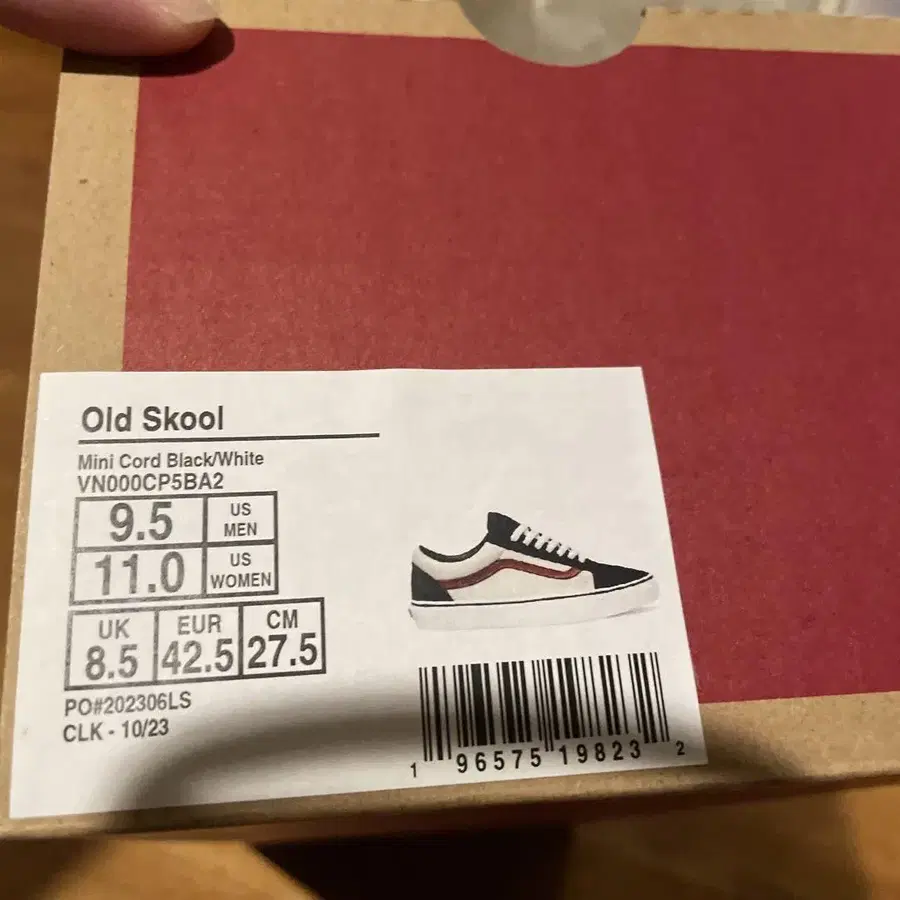 Old Skool
Mini Cord Black/White
VN000CP5BA2
9.5 US MEN
11.0 US WOMEN
UK 8.5 EUR 42.5 CM 27.5
PO#202306LS
CLK - 10/23
1 96575 19823 2